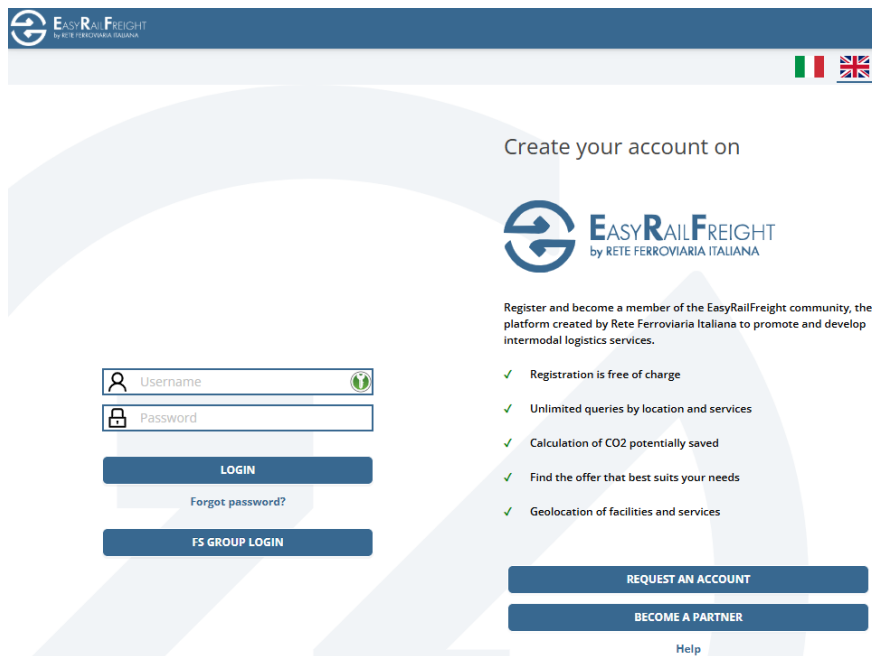 EASYRAILFREIGHT
by RETE FERROVIARIA ITALIANA
Create your account on
EASYRAILFREIGHT
by RETE FERROVIARIA ITALIANA
Register and become a member of the EasyRailFreight community, the
platform created by Rete Ferroviaria Italiana to promote and develop
intermodal logistics services.
Username
Password
LOGIN
Forgot password?
FS GROUP LOGIN
✓ Registration is free of charge
✓ Unlimited queries by location and services
✓ Calculation of CO2 potentially saved
✓ Find the offer that best suits your needs
✓ Geolocation of facilities and services
REQUEST AN ACCOUNT
BECOME A PARTNER
Help